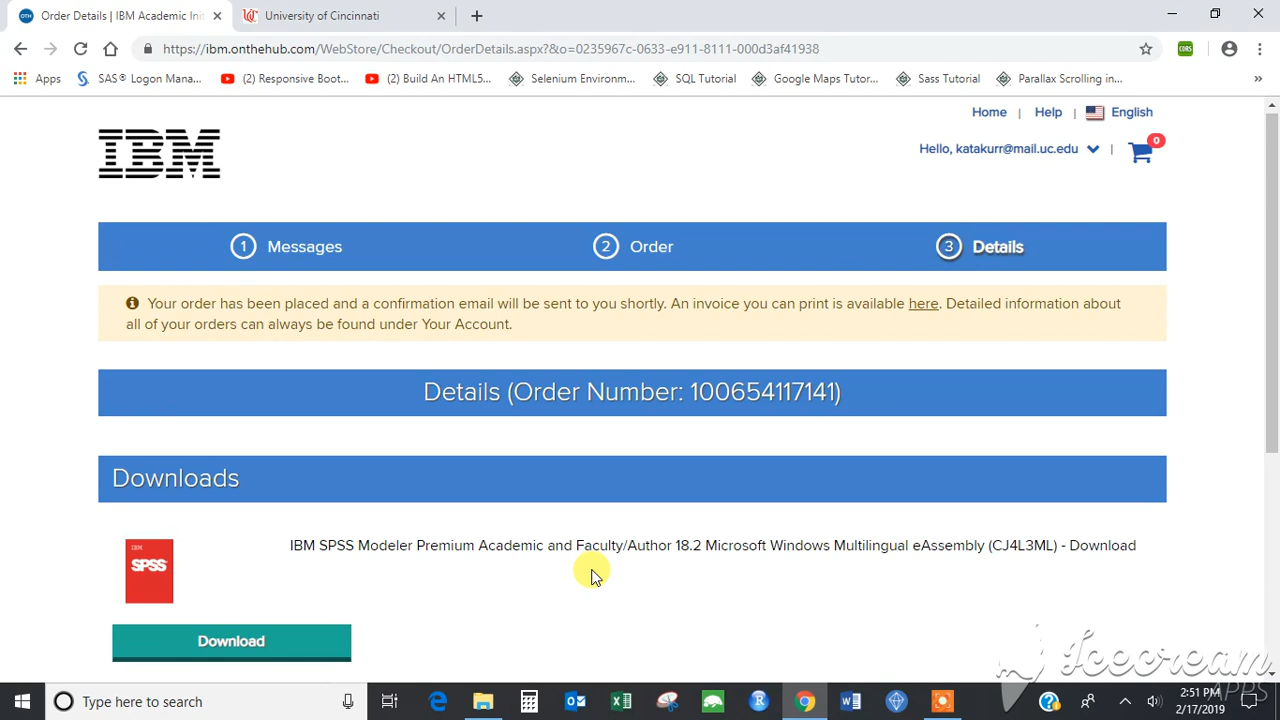 Order Details | IBM Academic Init
University of Cincinnati
https://ibm.onthehub.com/WebStore/Checkout/OrderDetails.aspx?&o=0235967c-0633-e911-8111-000d3af41938
CORS
Apps
SAS® Logon Mana...
(2) Responsive Boot...
(2) Build An HTML5...
Selenium Environm...
SQL Tutorial
Google Maps Tutor...
Sass Tutorial
Parallax Scrolling in...
Home | Help | English
IBM
Hello, katakurr@mail.uc.edu | 0
1 Messages
2 Order
3 Details
Your order has been placed and a confirmation email will be sent to you shortly. An invoice you can print is available here. Detailed information about
all of your orders can always be found under Your Account.
Details (Order Number: 100654117141)
Downloads
IBM
SPSS
IBM SPSS Modeler Premium Academic and Faculty/Author 18.2 Microsoft Windows Multilingual eAssembly (CJ4L3ML) - Download
Download
Icecream
APPS
Type here to search
2:51 PM
2/17/2019